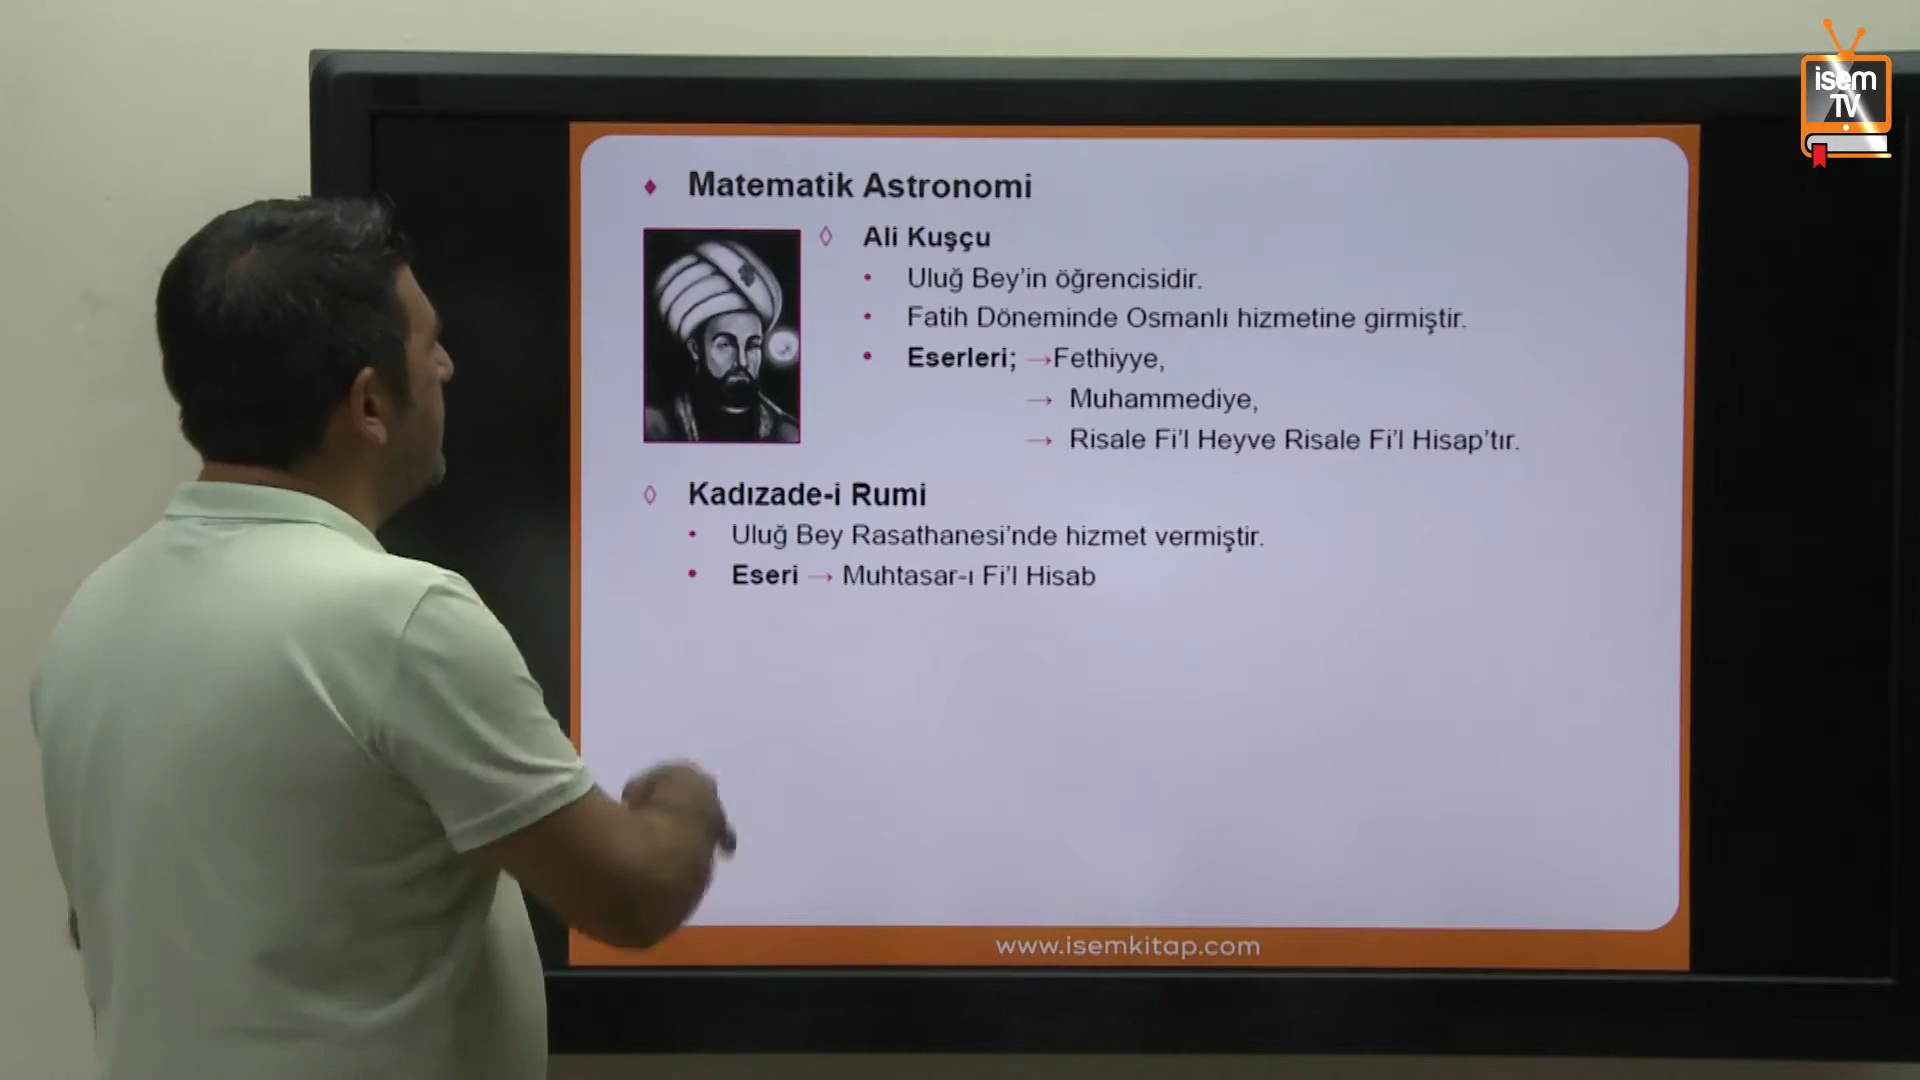 isem
TV
Matematik Astronomi
Ali Kuşçu
Uluğ Bey'in öğrencisidir.
Fatih Döneminde Osmanlı hizmetine girmiştir.
Eserleri; →Fethiyye,
→ Muhammediye,
→ Risale Fi'l Heyve Risale Fi'l Hisap'tır.
Kadızade-i Rumi
Uluğ Bey Rasathanesi'nde hizmet vermiştir.
Eseri → Muhtasar-ı Fi'l Hisab
www.isemkitap.com